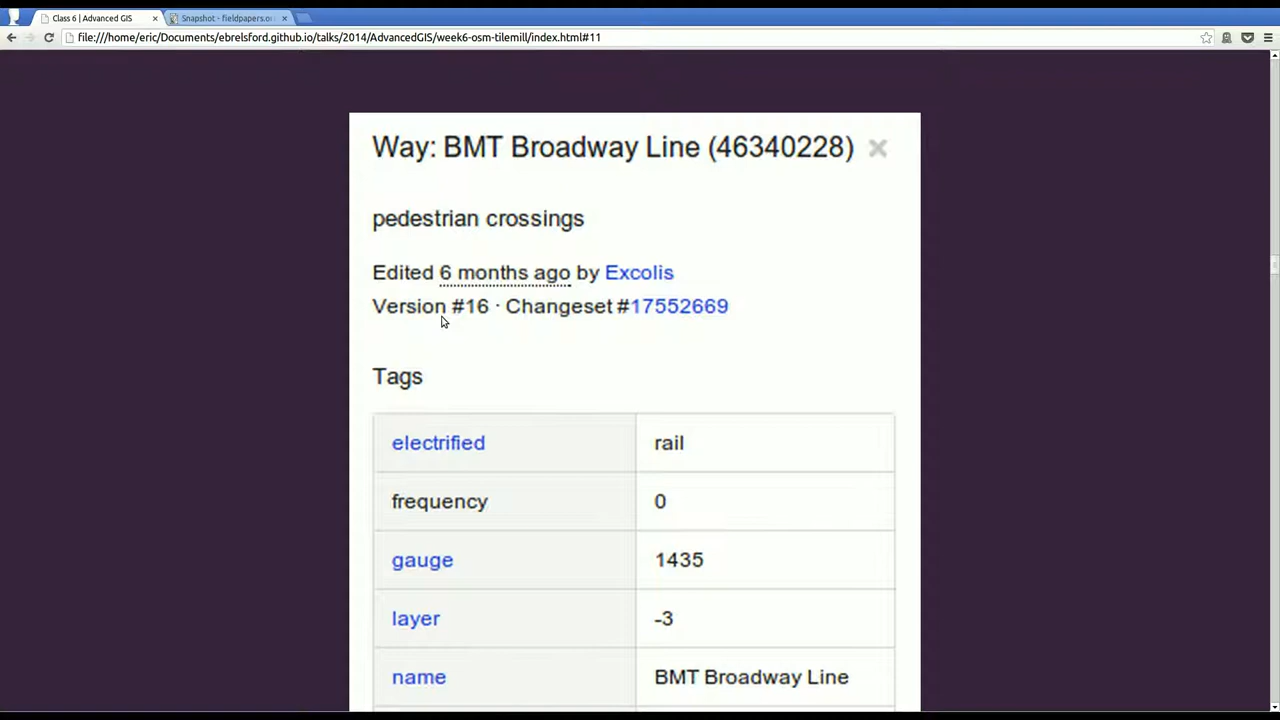 Class 6 | Advanced GIS
Snapshot - fieldpapers.or
file:///home/eric/Documents/ebrelsford.github.io/talks/2014/AdvancedGIS/week6-osm-tilemill/index.html#11
Way: BMT Broadway Line (46340228)
pedestrian crossings
Edited 6 months ago by Excolis
Version #16 · Changeset #17552669
Tags
electrified rail
frequency 0
gauge 1435
layer -3
name BMT Broadway Line